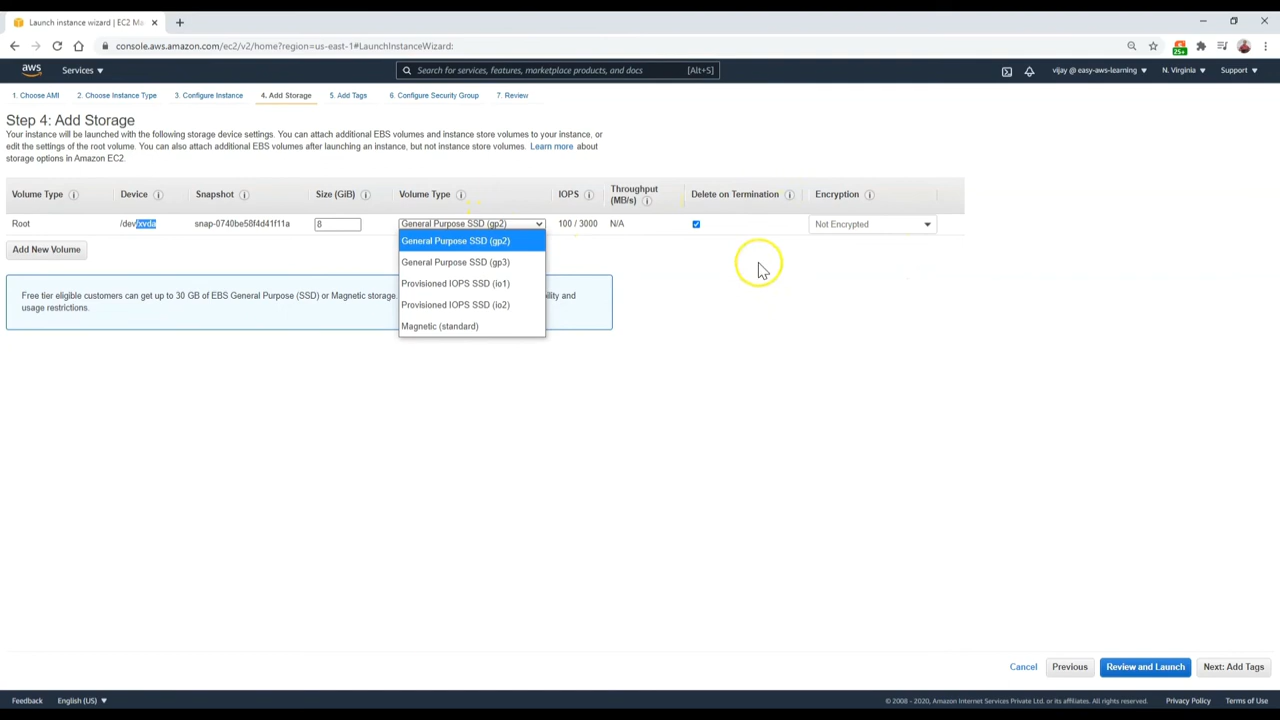 Launch instance wizard | EC2 Ma
console.aws.amazon.com/ec2/v2/home?region=us-east-1#LaunchInstanceWizard:
25+
aws Services Search for services, features, marketplace products, and docs [Alt+S] vijay @ easy-aws-learning N. Virginia Support
1. Choose AMI 2. Choose Instance Type 3. Configure Instance 4. Add Storage 5. Add Tags 6. Configure Security Group 7. Review
Step 4: Add Storage
Your instance will be launched with the following storage device settings. You can attach additional EBS volumes and instance store volumes to your instance, or
edit the settings of the root volume. You can also attach additional EBS volumes after launching an instance, but not instance store volumes. Learn more about
storage options in Amazon EC2.
Volume Type Device Snapshot Size (GiB) Volume Type IOPS Throughput (MB/s) Delete on Termination Encryption
Root /dev/xvda snap-0740be58f4d41f11a 8 General Purpose SSD (gp2) 100 / 3000 N/A Not Encrypted
General Purpose SSD (gp2)
General Purpose SSD (gp3)
Provisioned IOPS SSD (io1)
Provisioned IOPS SSD (io2)
Magnetic (standard)
Add New Volume
Free tier eligible customers can get up to 30 GB of EBS General Purpose (SSD) or Magnetic storage. ility and
usage restrictions.
Cancel Previous Review and Launch Next: Add Tags
Feedback English (US) © 2008 - 2020, Amazon Internet Services Private Ltd. or its affiliates. All rights reserved. Privacy Policy Terms of Use